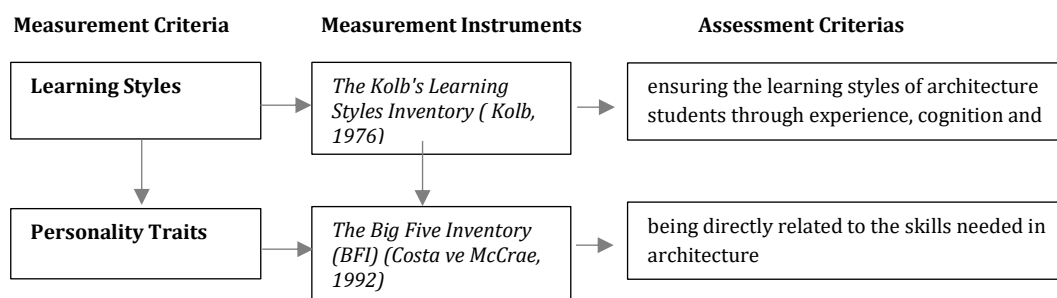 Measurement Criteria
Measurement Instruments
Assessment Criterias
Learning Styles
The Kolb's Learning
Styles Inventory ( Kolb,
1976)
ensuring the learning styles of architecture
students through experience, cognition and
Personality Traits
The Big Five Inventory
(BFI) (Costa ve McCrae,
1992)
being directly related to the skills needed in
architecture